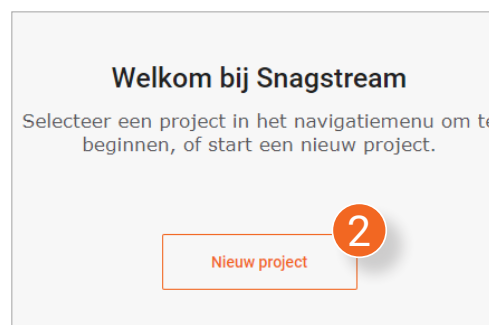 Welkom bij Snagstream
Selecteer een project in het navigatiemenu om te
beginnen, of start een nieuw project.
2
Nieuw project